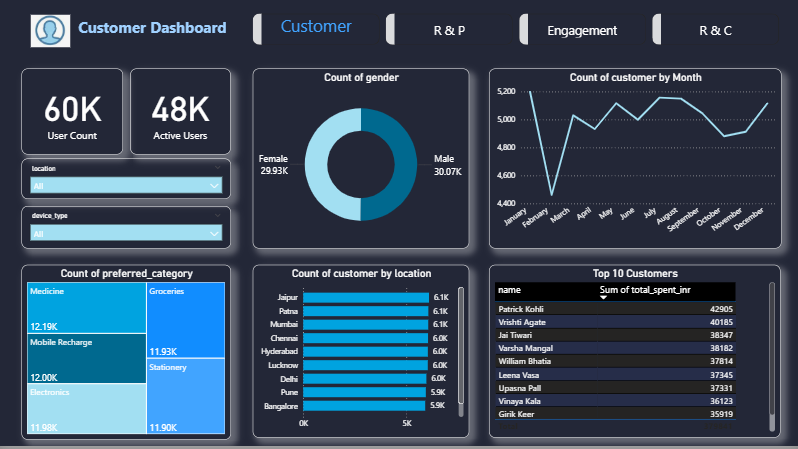 Customer Dashboard
Customer
R & P
Engagement
R & C
60K
User Count
48K
Active Users
location
All
device_type
All
Count of gender
Female
29.93K
Male
30.07K
Count of customer by Month
5,200
5,000
4,800
4,600
4,400
January
February
March
April
May
June
July
August
September
October
November
December
Count of preferred_category
Medicine
12.19K
Mobile Recharge
12.00K
Electronics
11.98K
Groceries
11.93K
Stationery
11.90K
Count of customer by location
Jaipur 6.1K
Patna 6.1K
Mumbai 6.1K
Chennai 6.0K
Hyderabad 6.0K
Lucknow 6.0K
Delhi 6.0K
Pune 5.9K
Bangalore 5.9K
0K 5K
Top 10 Customers
name Sum of total_spent_inr
Patrick Kohli 42905
Vrishti Agate 40185
Jai Tiwari 38347
Varsha Mangal 38182
William Bhatia 37814
Leena Vasa 37345
Upasna Pall 37331
Vinaya Kala 36123
Girik Keer 35919